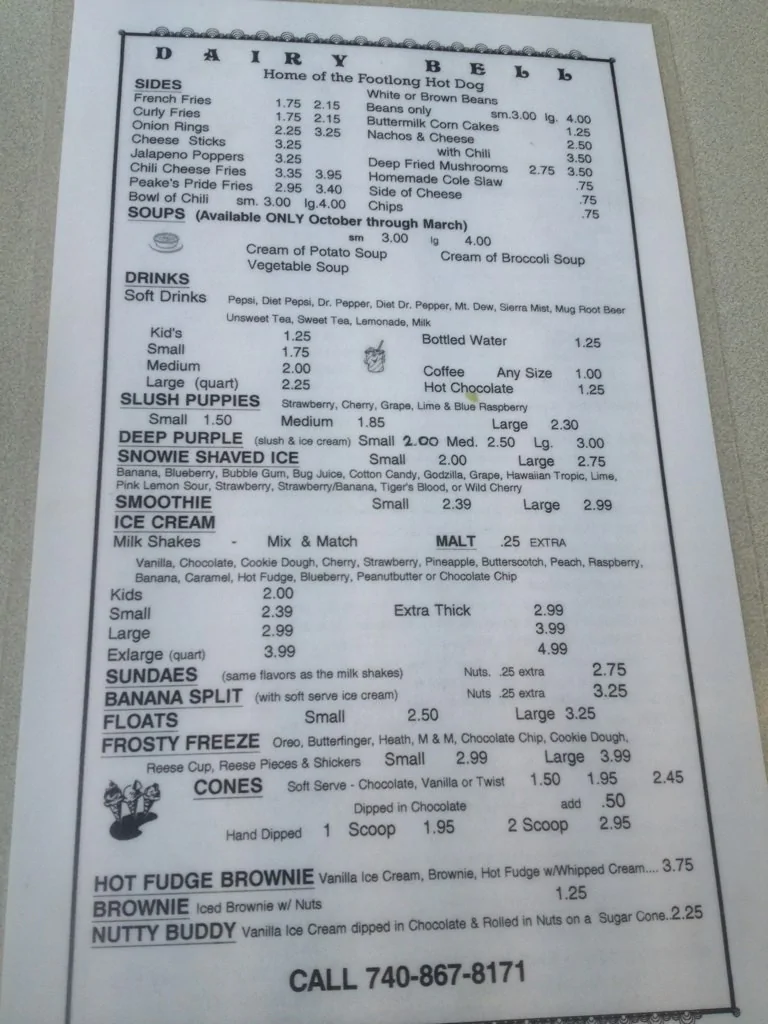 DAIRY BELL
Home of the Footlong Hot Dog
SIDES
French Fries 1.75 2.15
Curly Fries 1.75 2.15
Onion Rings 2.25 3.25
Cheese Sticks 3.25
Jalapeno Poppers 3.25
Chili Cheese Fries 3.35 3.95
Peake's Pride Fries 2.95 3.40
Bowl of Chili sm. 3.00 lg.4.00
White or Brown Beans
Beans only sm.3.00 lg. 4.00
Buttermilk Corn Cakes 1.25
Nachos & Cheese 2.50
with Chili 3.50
Deep Fried Mushrooms 2.75 3.50
Homemade Cole Slaw .75
Side of Cheese .75
Chips .75
SOUPS (Available ONLY October through March)
sm 3.00 lg 4.00
Cream of Potato Soup Cream of Broccoli Soup
Vegetable Soup
DRINKS
Soft Drinks Pepsi, Diet Pepsi, Dr. Pepper, Diet Dr. Pepper, Mt. Dew, Sierra Mist, Mug Root Beer
Unsweet Tea, Sweet Tea, Lemonade, Milk
Kid's 1.25 Bottled Water 1.25
Small 1.75
Medium 2.00 Coffee Any Size 1.00
Large (quart) 2.25 Hot Chocolate 1.25
SLUSH PUPPIES Strawberry, Cherry, Grape, Lime & Blue Raspberry
Small 1.50 Medium 1.85 Large 2.30
DEEP PURPLE (slush & ice cream) Small 2.00 Med. 2.50 Lg. 3.00
SNOWIE SHAVED ICE Small 2.00 Large 2.75
Banana, Blueberry, Bubble Gum, Bug Juice, Cotton Candy, Godzilla, Grape, Hawaiian Tropic, Lime,
Pink Lemon Sour, Strawberry, Strawberry/Banana, Tiger's Blood, or Wild Cherry
SMOOTHIE Small 2.39 Large 2.99
ICE CREAM
Milk Shakes - Mix & Match MALT .25 EXTRA
Vanilla, Chocolate, Cookie Dough, Cherry, Strawberry, Pineapple, Butterscotch, Peach, Raspberry,
Banana, Caramel, Hot Fudge, Blueberry, Peanutbutter or Chocolate Chip
Kids 2.00
Small 2.39 Extra Thick 2.99
Large 2.99 3.99
Exlarge (quart) 3.99 4.99
SUNDAES (same flavors as the milk shakes) Nuts. .25 extra 2.75
BANANA SPLIT (with soft serve ice cream) Nuts .25 extra 3.25
FLOATS Small 2.50 Large 3.25
FROSTY FREEZE Oreo, Butterfinger, Heath, M & M, Chocolate Chip, Cookie Dough,
Reese Cup, Reese Pieces & Shickers Small 2.99 Large 3.99
CONES Soft Serve - Chocolate, Vanilla or Twist 1.50 1.95 2.45
Dipped in Chocolate add .50
Hand Dipped 1 Scoop 1.95 2 Scoop 2.95
HOT FUDGE BROWNIE Vanilla Ice Cream, Brownie, Hot Fudge w/Whipped Cream.... 3.75
BROWNIE Iced Brownie w/ Nuts 1.25
NUTTY BUDDY Vanilla Ice Cream dipped in Chocolate & Rolled in Nuts on a Sugar Cone..2.25
CALL 740-867-8171